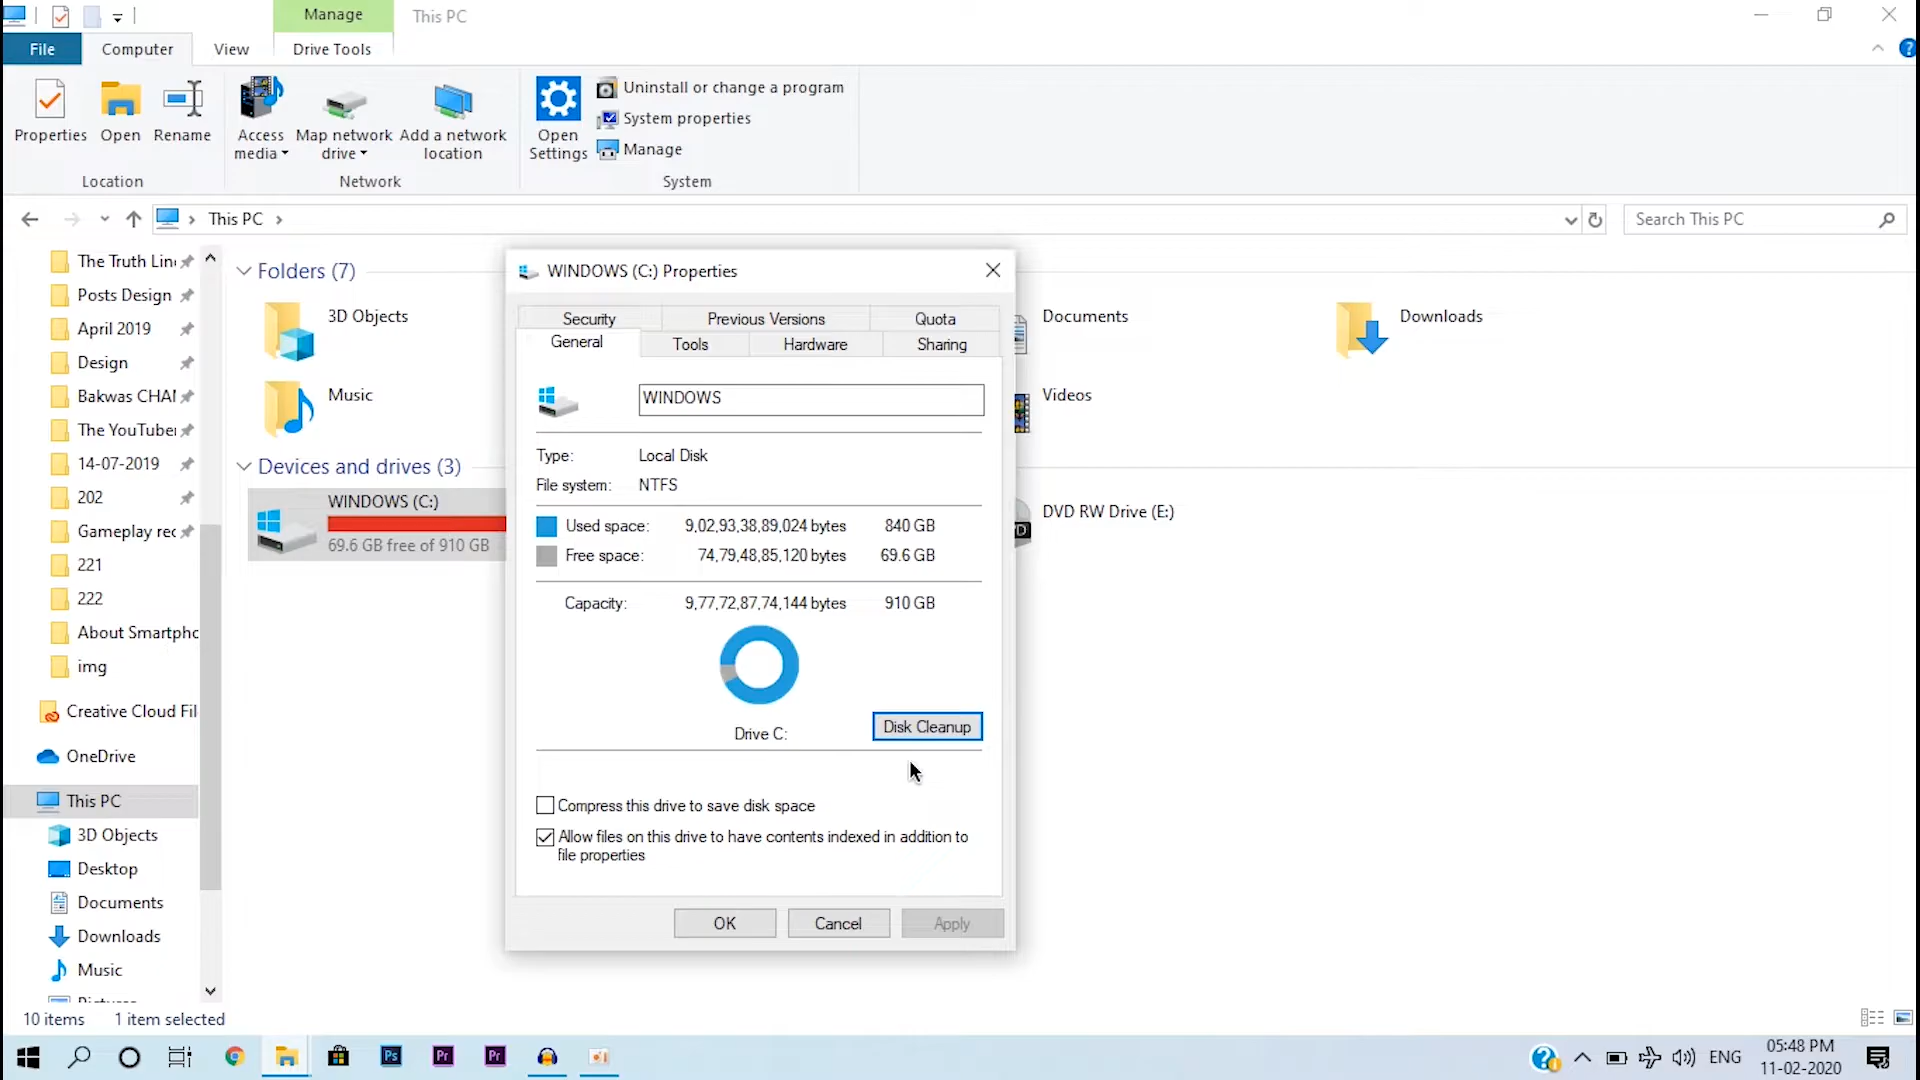 Manage
This PC
File
Computer
View
Drive Tools
Properties
Open
Rename
Access media
Map network drive
Add a network location
Open Settings
Uninstall or change a program
System properties
Manage
Location
Network
System
This PC
Search This PC
The Truth Lin
Posts Design
April 2019
Design
Bakwas CHAN
The YouTuber
14-07-2019
202
Gameplay rec
221
222
About Smartpho
img
Creative Cloud Fil
OneDrive
This PC
3D Objects
Desktop
Documents
Downloads
Music
Folders (7)
3D Objects
Documents
Downloads
Music
Videos
Devices and drives (3)
WINDOWS (C:)
69.6 GB free of 910 GB
DVD RW Drive (E:)
WINDOWS (C:) Properties
Security
Previous Versions
Quota
General
Tools
Hardware
Sharing
WINDOWS
Type: Local Disk
File system: NTFS
Used space: 9,02,93,38,89,024 bytes 840 GB
Free space: 74,79,48,85,120 bytes 69.6 GB
Capacity: 9,77,72,87,74,144 bytes 910 GB
Drive C:
Disk Cleanup
Compress this drive to save disk space
Allow files on this drive to have contents indexed in addition to
file properties
OK
Cancel
Apply
10 items
1 item selected
Ps
Pr
Pr
ENG
05:48 PM
11-02-2020